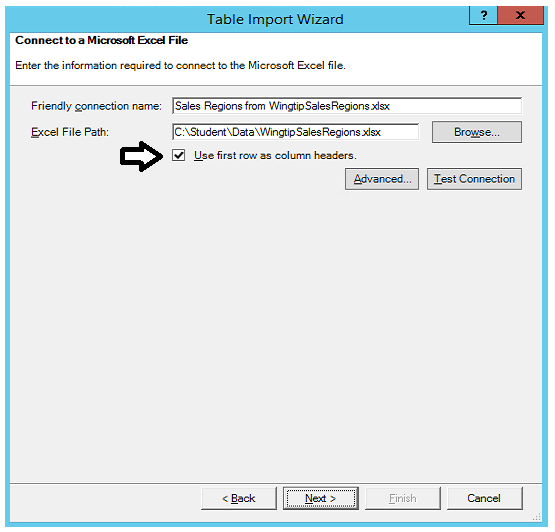 Table Import Wizard
? x
Connect to a Microsoft Excel File
Enter the information required to connect to the Microsoft Excel file.
Friendly connection name: Sales Regions from WingtipSalesRegions.xlsx
Excel File Path: C:\Student\Data\WingtipSalesRegions.xlsx Browse...
Use first row as column headers.
Advanced... Test Connection
< Back Next > Finish Cancel